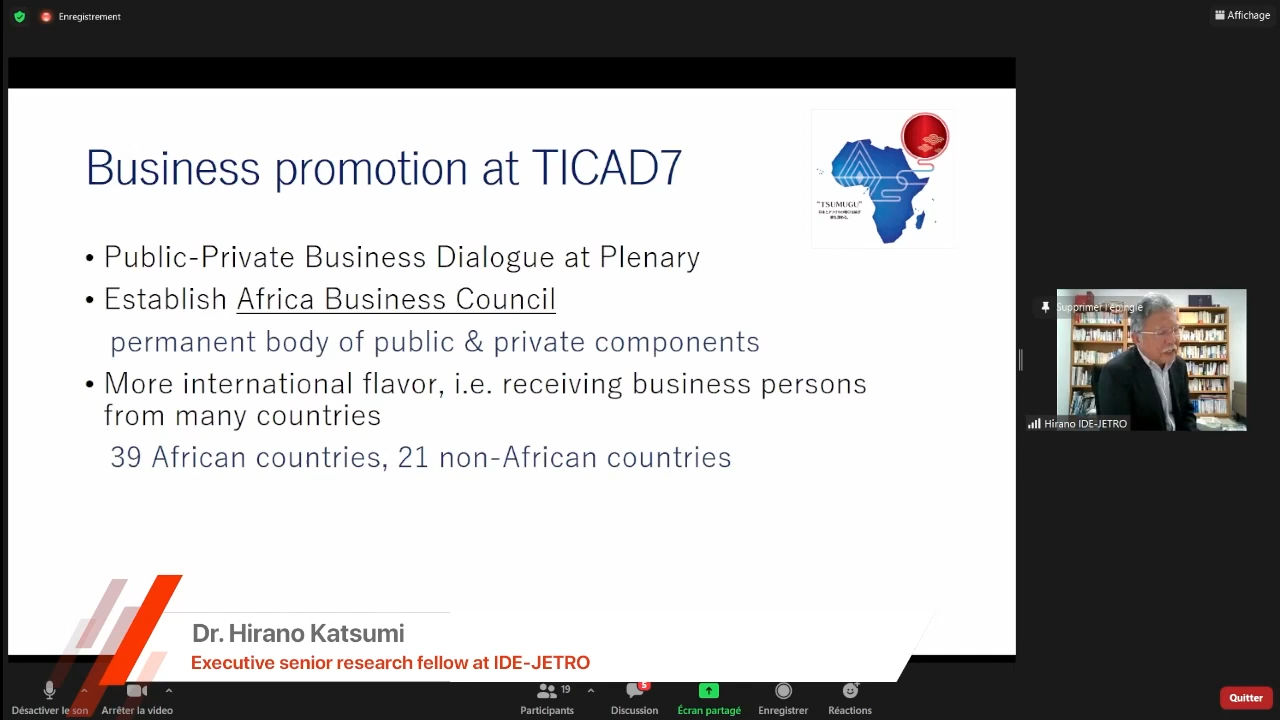 Enregistrement
Affichage
Business promotion at TICAD7
"TSUMUGU"
• Public-Private Business Dialogue at Plenary
• Establish Africa Business Council
permanent body of public & private components
• More international flavor, i.e. receiving business persons
from many countries
39 African countries, 21 non-African countries
Supprimer l'épingle
Hirano IDE-JETRO
Dr. Hirano Katsumi
Executive senior research fellow at IDE-JETRO
19
5
Désactiver le son
Arrêter la video
Participants
Discussion
Écran partagé
Enregistrer
Réactions
Quitter